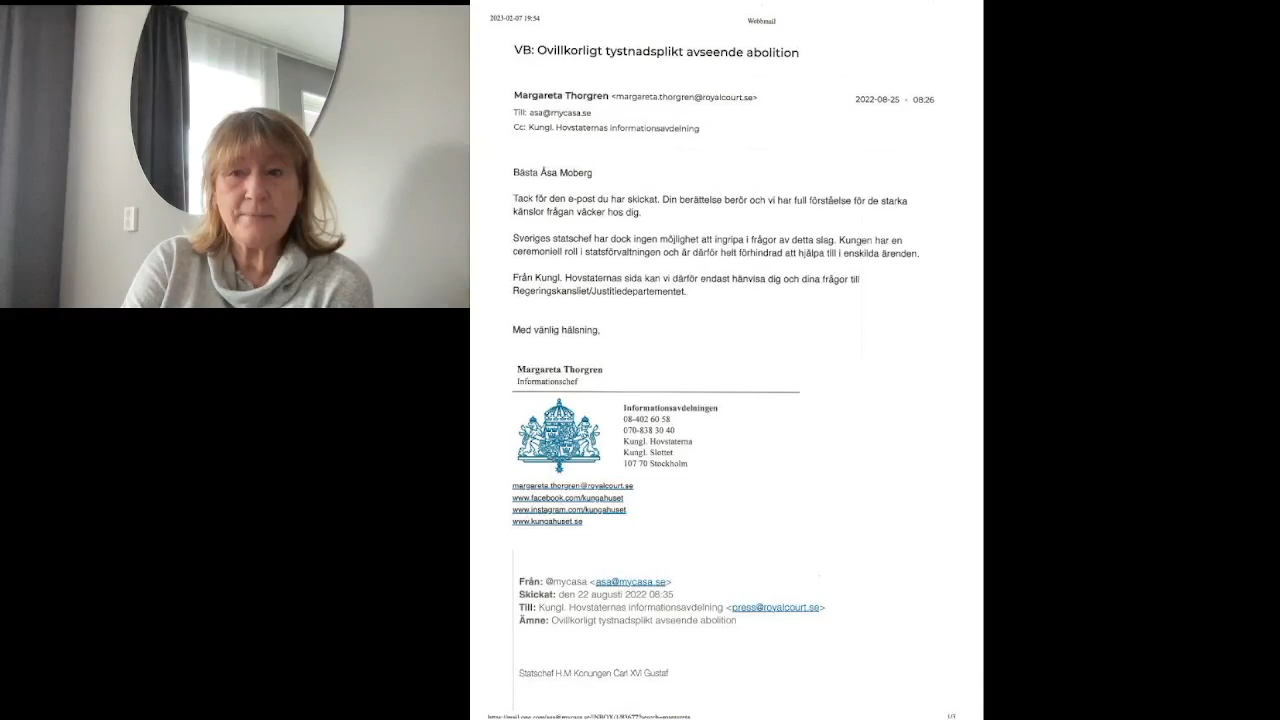 2023-02-07 19:54
Webbmail
VB: Ovillkorligt tystnadsplikt avseende abolition
Margareta Thorgren <margareta.thorgren@royalcourt.se>
2022-08-25 - 08:26
Till: asa@mycasa.se
Cc: Kungl. Hovstaternas informationsavdelning
Bästa Åsa Moberg
Tack för den e-post du har skickat. Din berättelse berör och vi har full förståelse för de starka
känslor frågan väcker hos dig.
Sveriges statschef har dock ingen möjlighet att ingripa i frågor av detta slag. Kungen har en
ceremoniell roll i statsförvaltningen och är därför helt förhindrad att hjälpa till i enskilda ärenden.
Från Kungl. Hovstaternas sida kan vi därför endast hänvisa dig och dina frågor till
Regeringskansliet/Justitiedepartementet.
Med vänlig hälsning,
Margareta Thorgren
Informationschef
Informationsavdelningen
08-402 60 58
070-838 30 40
Kungl. Hovstaterna
Kungl. Slottet
107 70 Stockholm
margareta.thorgren@royalcourt.se
www.facebook.com/kungahuset
www.instagram.com/kungahuset
www.kungahuset.se
Från: @mycasa <asa@mycasa.se>
Skickat: den 22 augusti 2022 08:35
Till: Kungl. Hovstaternas informationsavdelning <press@royalcourt.se>
Ämne: Ovillkorligt tystnadsplikt avseende abolition
Statschef H.M Konungen Carl XVI Gustaf
1/3